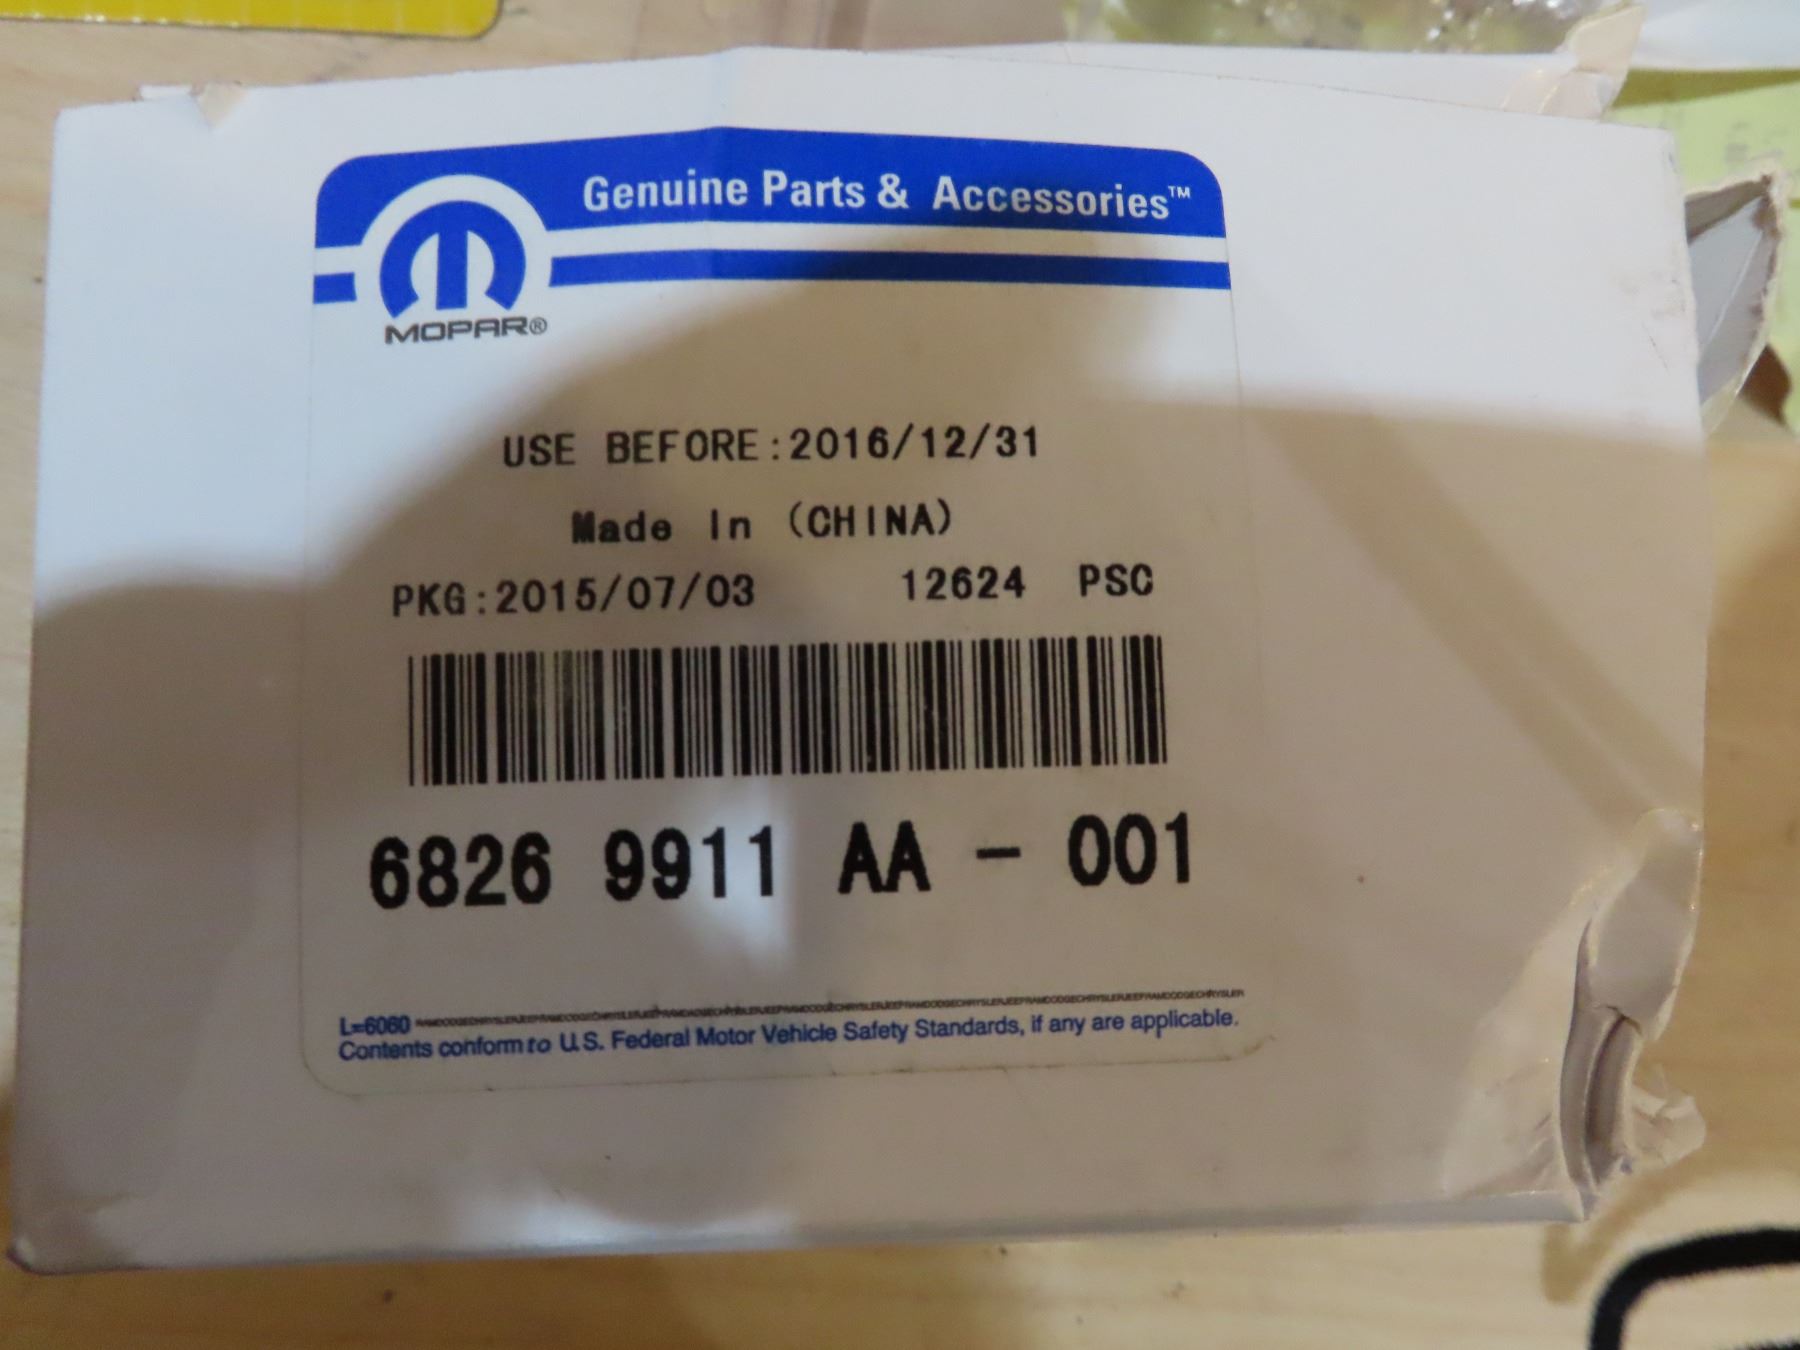 Genuine Parts & Accessories™
MOPAR®
USE BEFORE:2016/12/31
Made In (CHINA)
PKG:2015/07/03 12624 PSC
6826 9911 AA - 001
L=6060
Contents conform to U.S. Federal Motor Vehicle Safety Standards, if any are applicable.